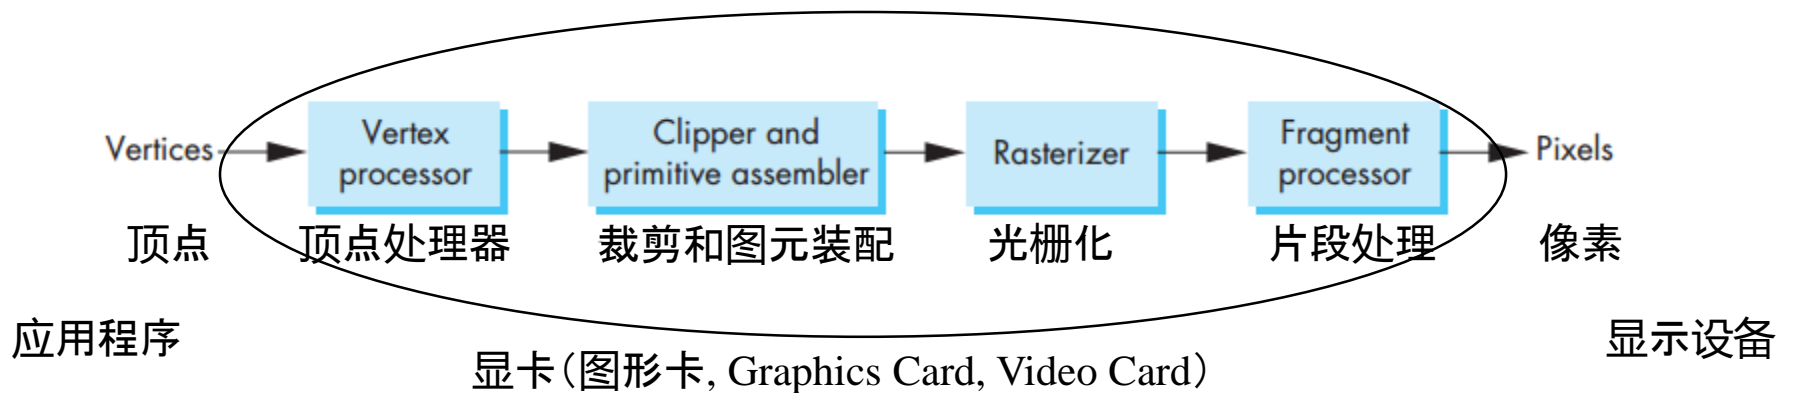 Vertices
Vertex
processor
Clipper and
primitive assembler
Rasterizer
Fragment
processor
Pixels
顶点
顶点处理器
裁剪和图元装配
光栅化
片段处理
像素
应用程序
显示设备
显卡(图形卡, Graphics Card, Video Card)